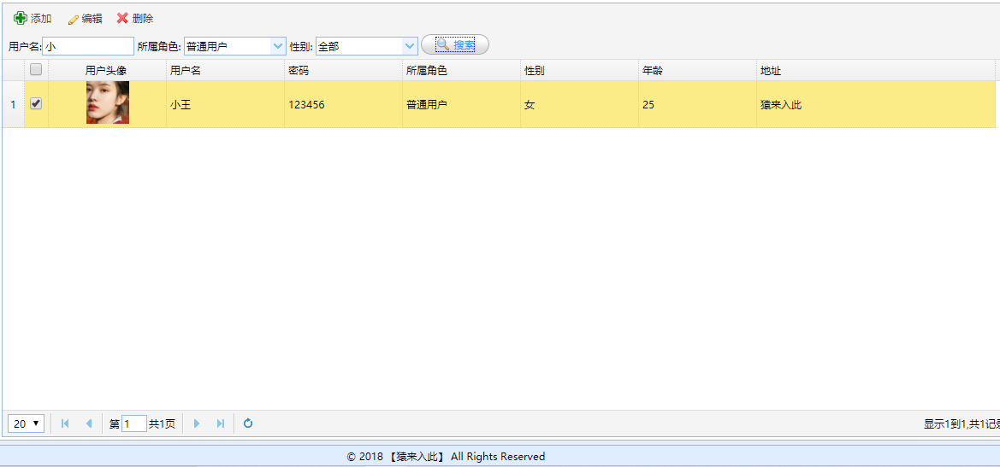 添加 编辑 删除
用户名: 小 所属角色: 普通用户 性别: 全部 搜索
用户头像 用户名 密码 所属角色 性别 年龄 地址
1 小王 123456 普通用户 女 25 猿来入此
20 第 1 共1页 显示1到1,共1记
© 2018 【猿来入此】 All Rights Reserved